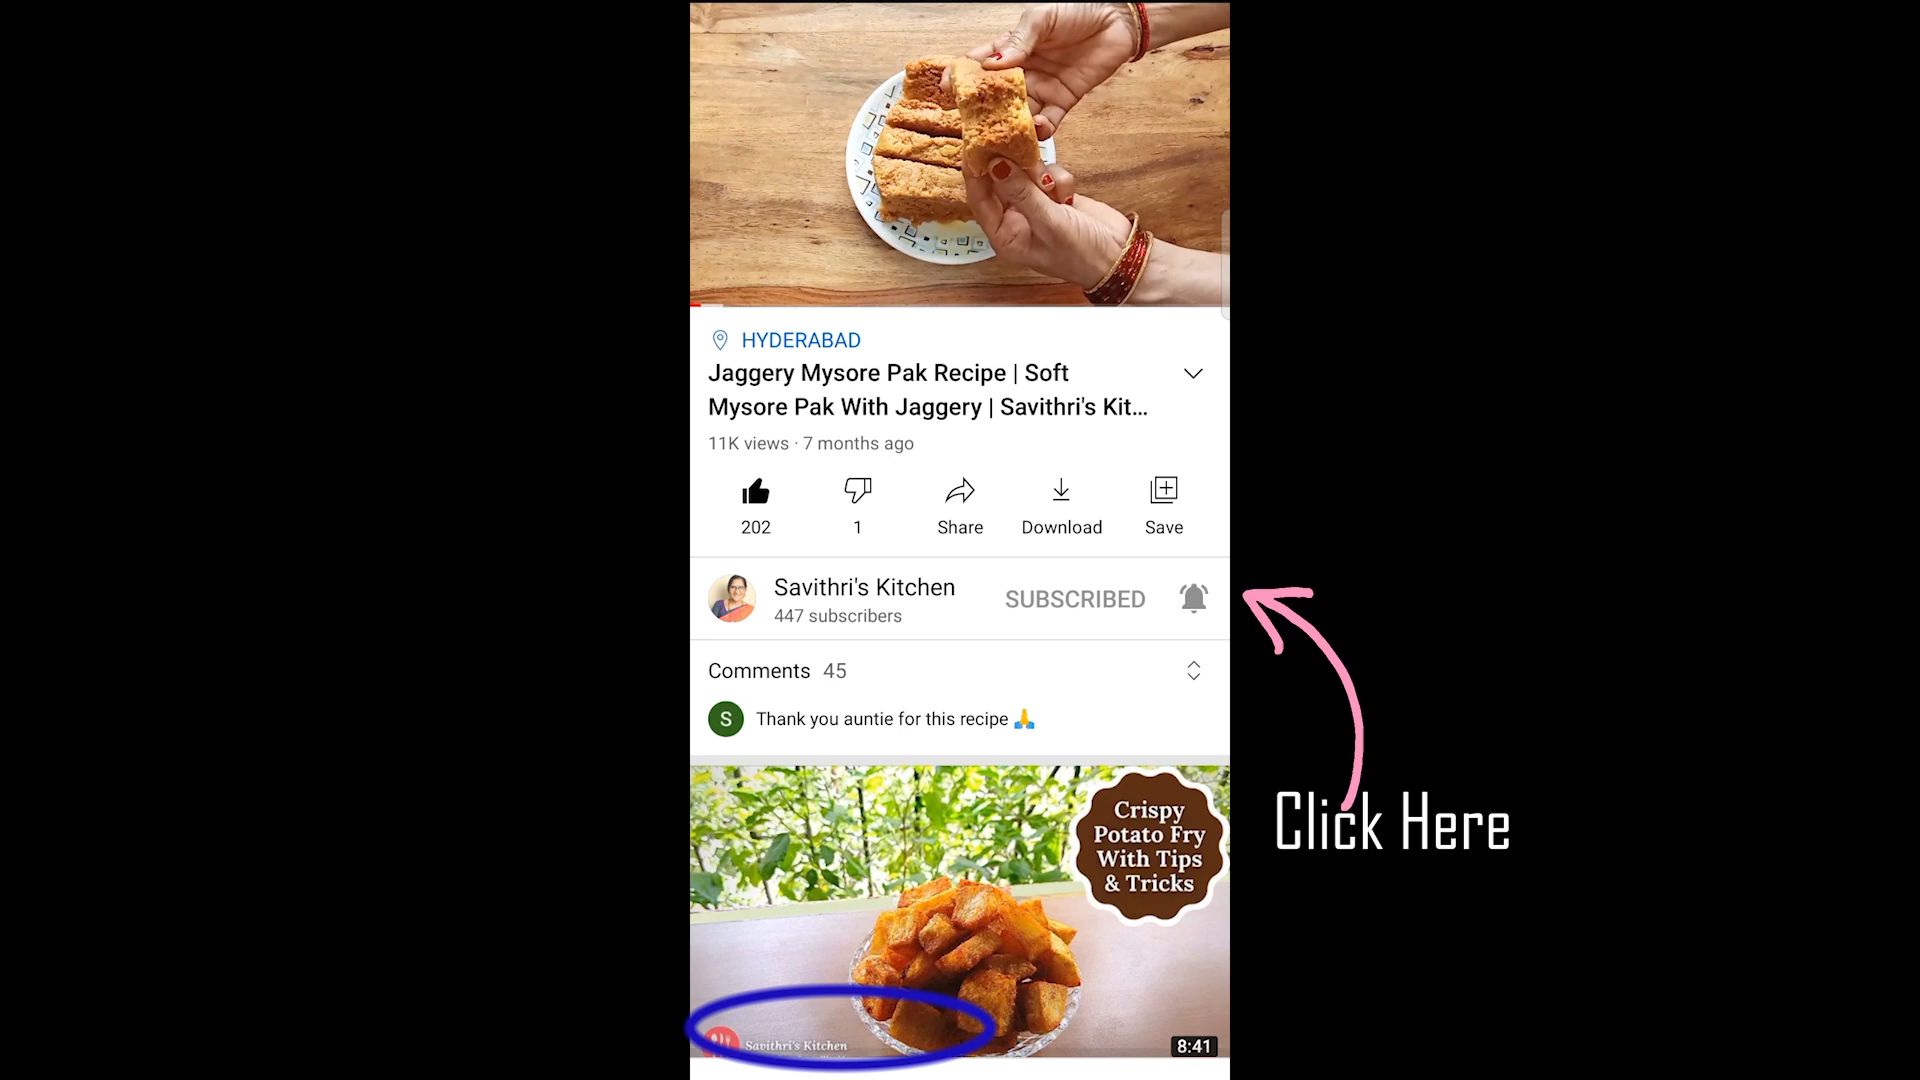 HYDERABAD
Jaggery Mysore Pak Recipe | Soft
Mysore Pak With Jaggery | Savithri's Kit...
11K views · 7 months ago
202
1
Share
Download
Save
Savithri's Kitchen
447 subscribers
SUBSCRIBED
Comments 45
S
Thank you auntie for this recipe 🙏
Crispy
Potato Fry
With Tips
& Tricks
Click Here
Savithri's Kitchen
8:41